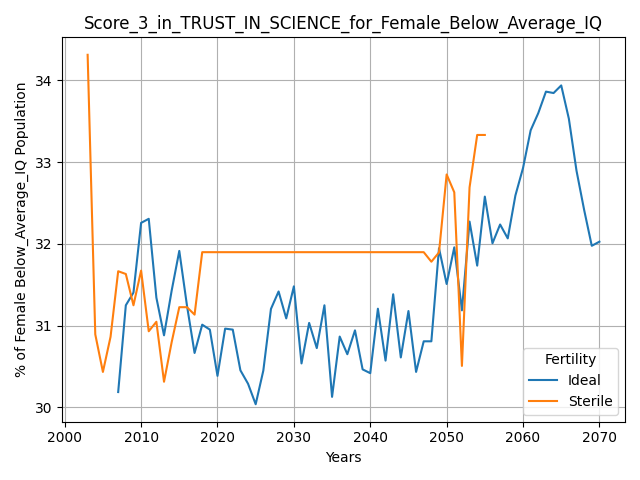 Score_3_in_TRUST_IN_SCIENCE_for_Female_Below_Average_IQ
% of Female Below_Average_IQ Population
34
33
32
31
30
2000 2010 2020 2030 2040 2050 2060 2070
Years
Fertility
Ideal
Sterile